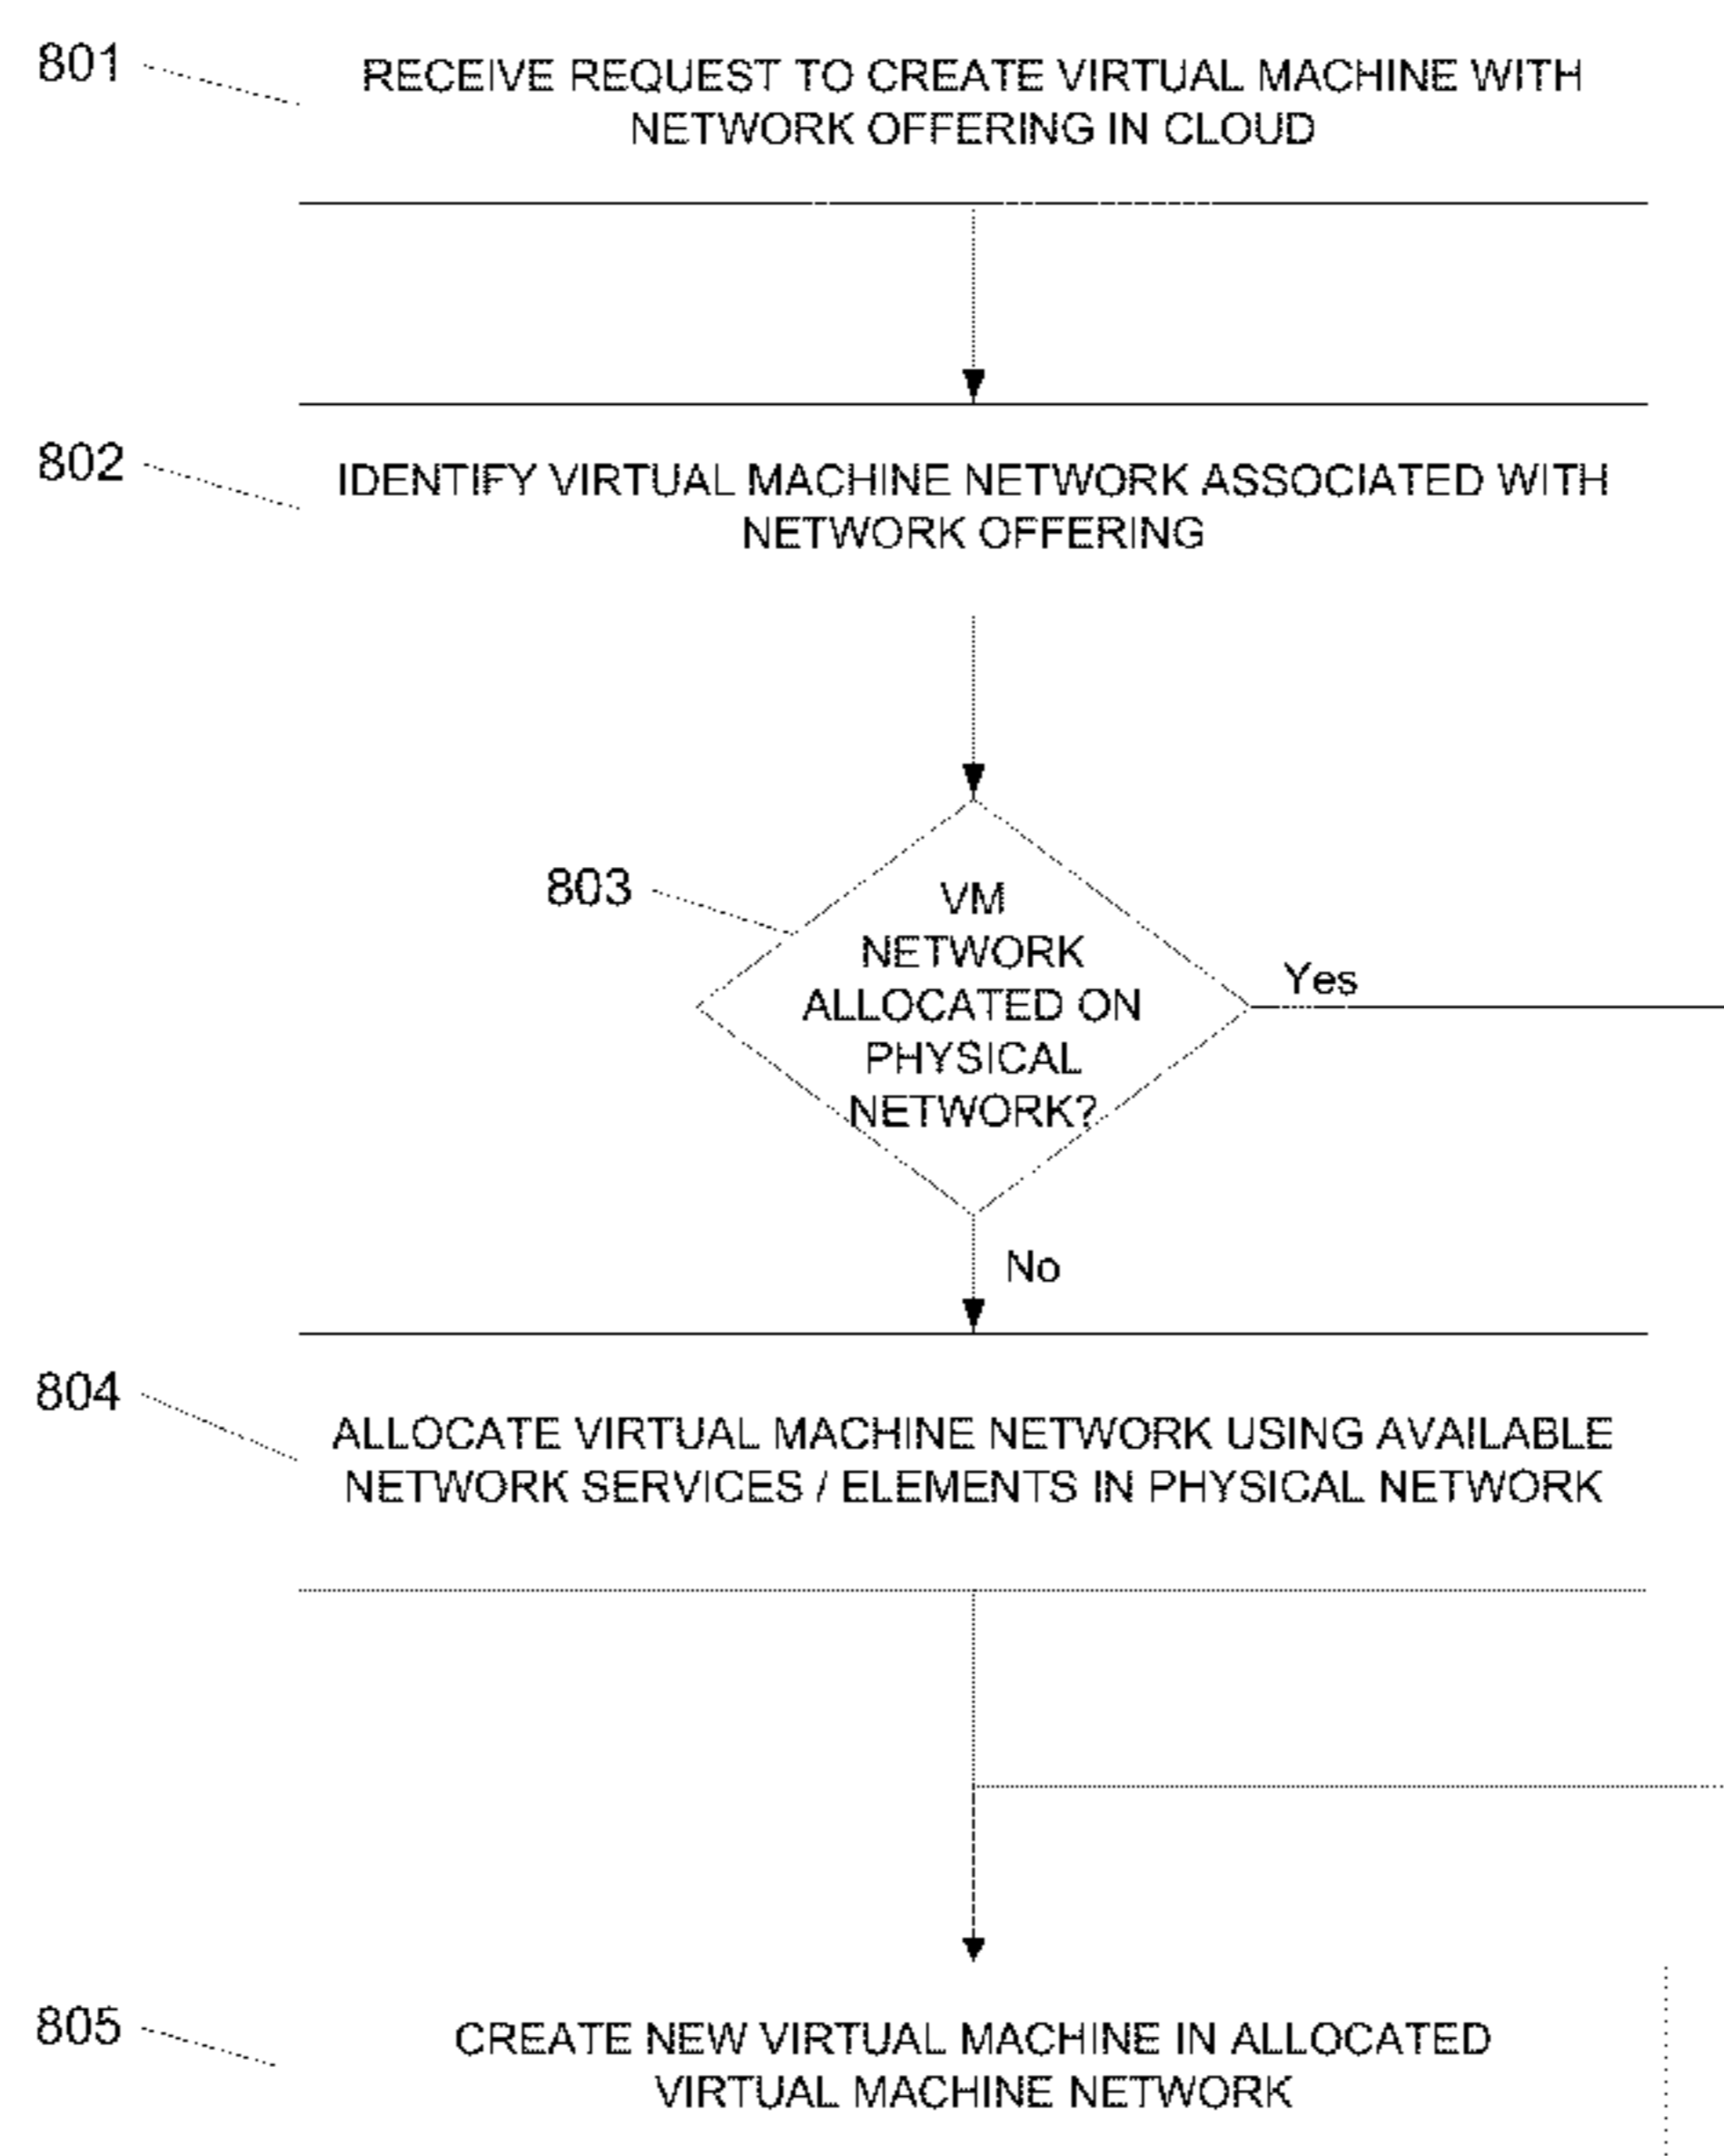 801
RECEIVE REQUEST TO CREATE VIRTUAL MACHINE WITH
NETWORK OFFERING IN CLOUD
802
IDENTIFY VIRTUAL MACHINE NETWORK ASSOCIATED WITH
NETWORK OFFERING
803
VM
NETWORK
ALLOCATED ON
PHYSICAL
NETWORK?
Yes
No
804
ALLOCATE VIRTUAL MACHINE NETWORK USING AVAILABLE
NETWORK SERVICES / ELEMENTS IN PHYSICAL NETWORK
805
CREATE NEW VIRTUAL MACHINE IN ALLOCATED
VIRTUAL MACHINE NETWORK